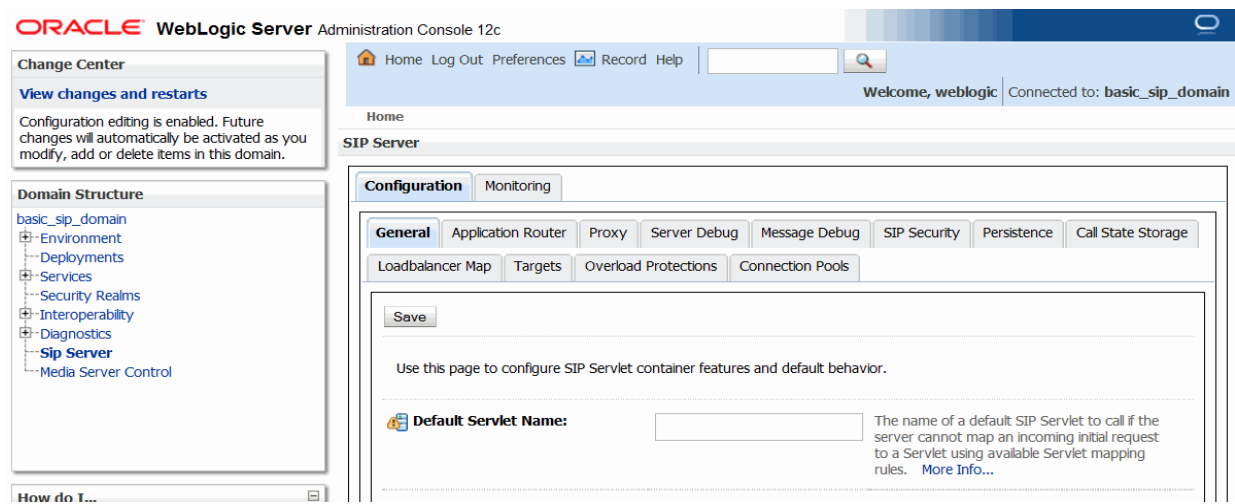 ORACLE WebLogic Server Administration Console 12c
Change Center
View changes and restarts
Configuration editing is enabled. Future
changes will automatically be activated as you
modify, add or delete items in this domain.
Domain Structure
basic_sip_domain
Environment
Deployments
Services
Security Realms
Interoperability
Diagnostics
Sip Server
Media Server Control
How do I...
Home Log Out Preferences Record Help
Welcome, weblogic Connected to: basic_sip_domain
Home
SIP Server
Configuration Monitoring
General Application Router Proxy Server Debug Message Debug SIP Security Persistence Call State Storage
Loadbalancer Map Targets Overload Protections Connection Pools
Save
Use this page to configure SIP Servlet container features and default behavior.
Default Servlet Name:
The name of a default SIP Servlet to call if the
server cannot map an incoming initial request
to a Servlet using available Servlet mapping
rules. More Info...